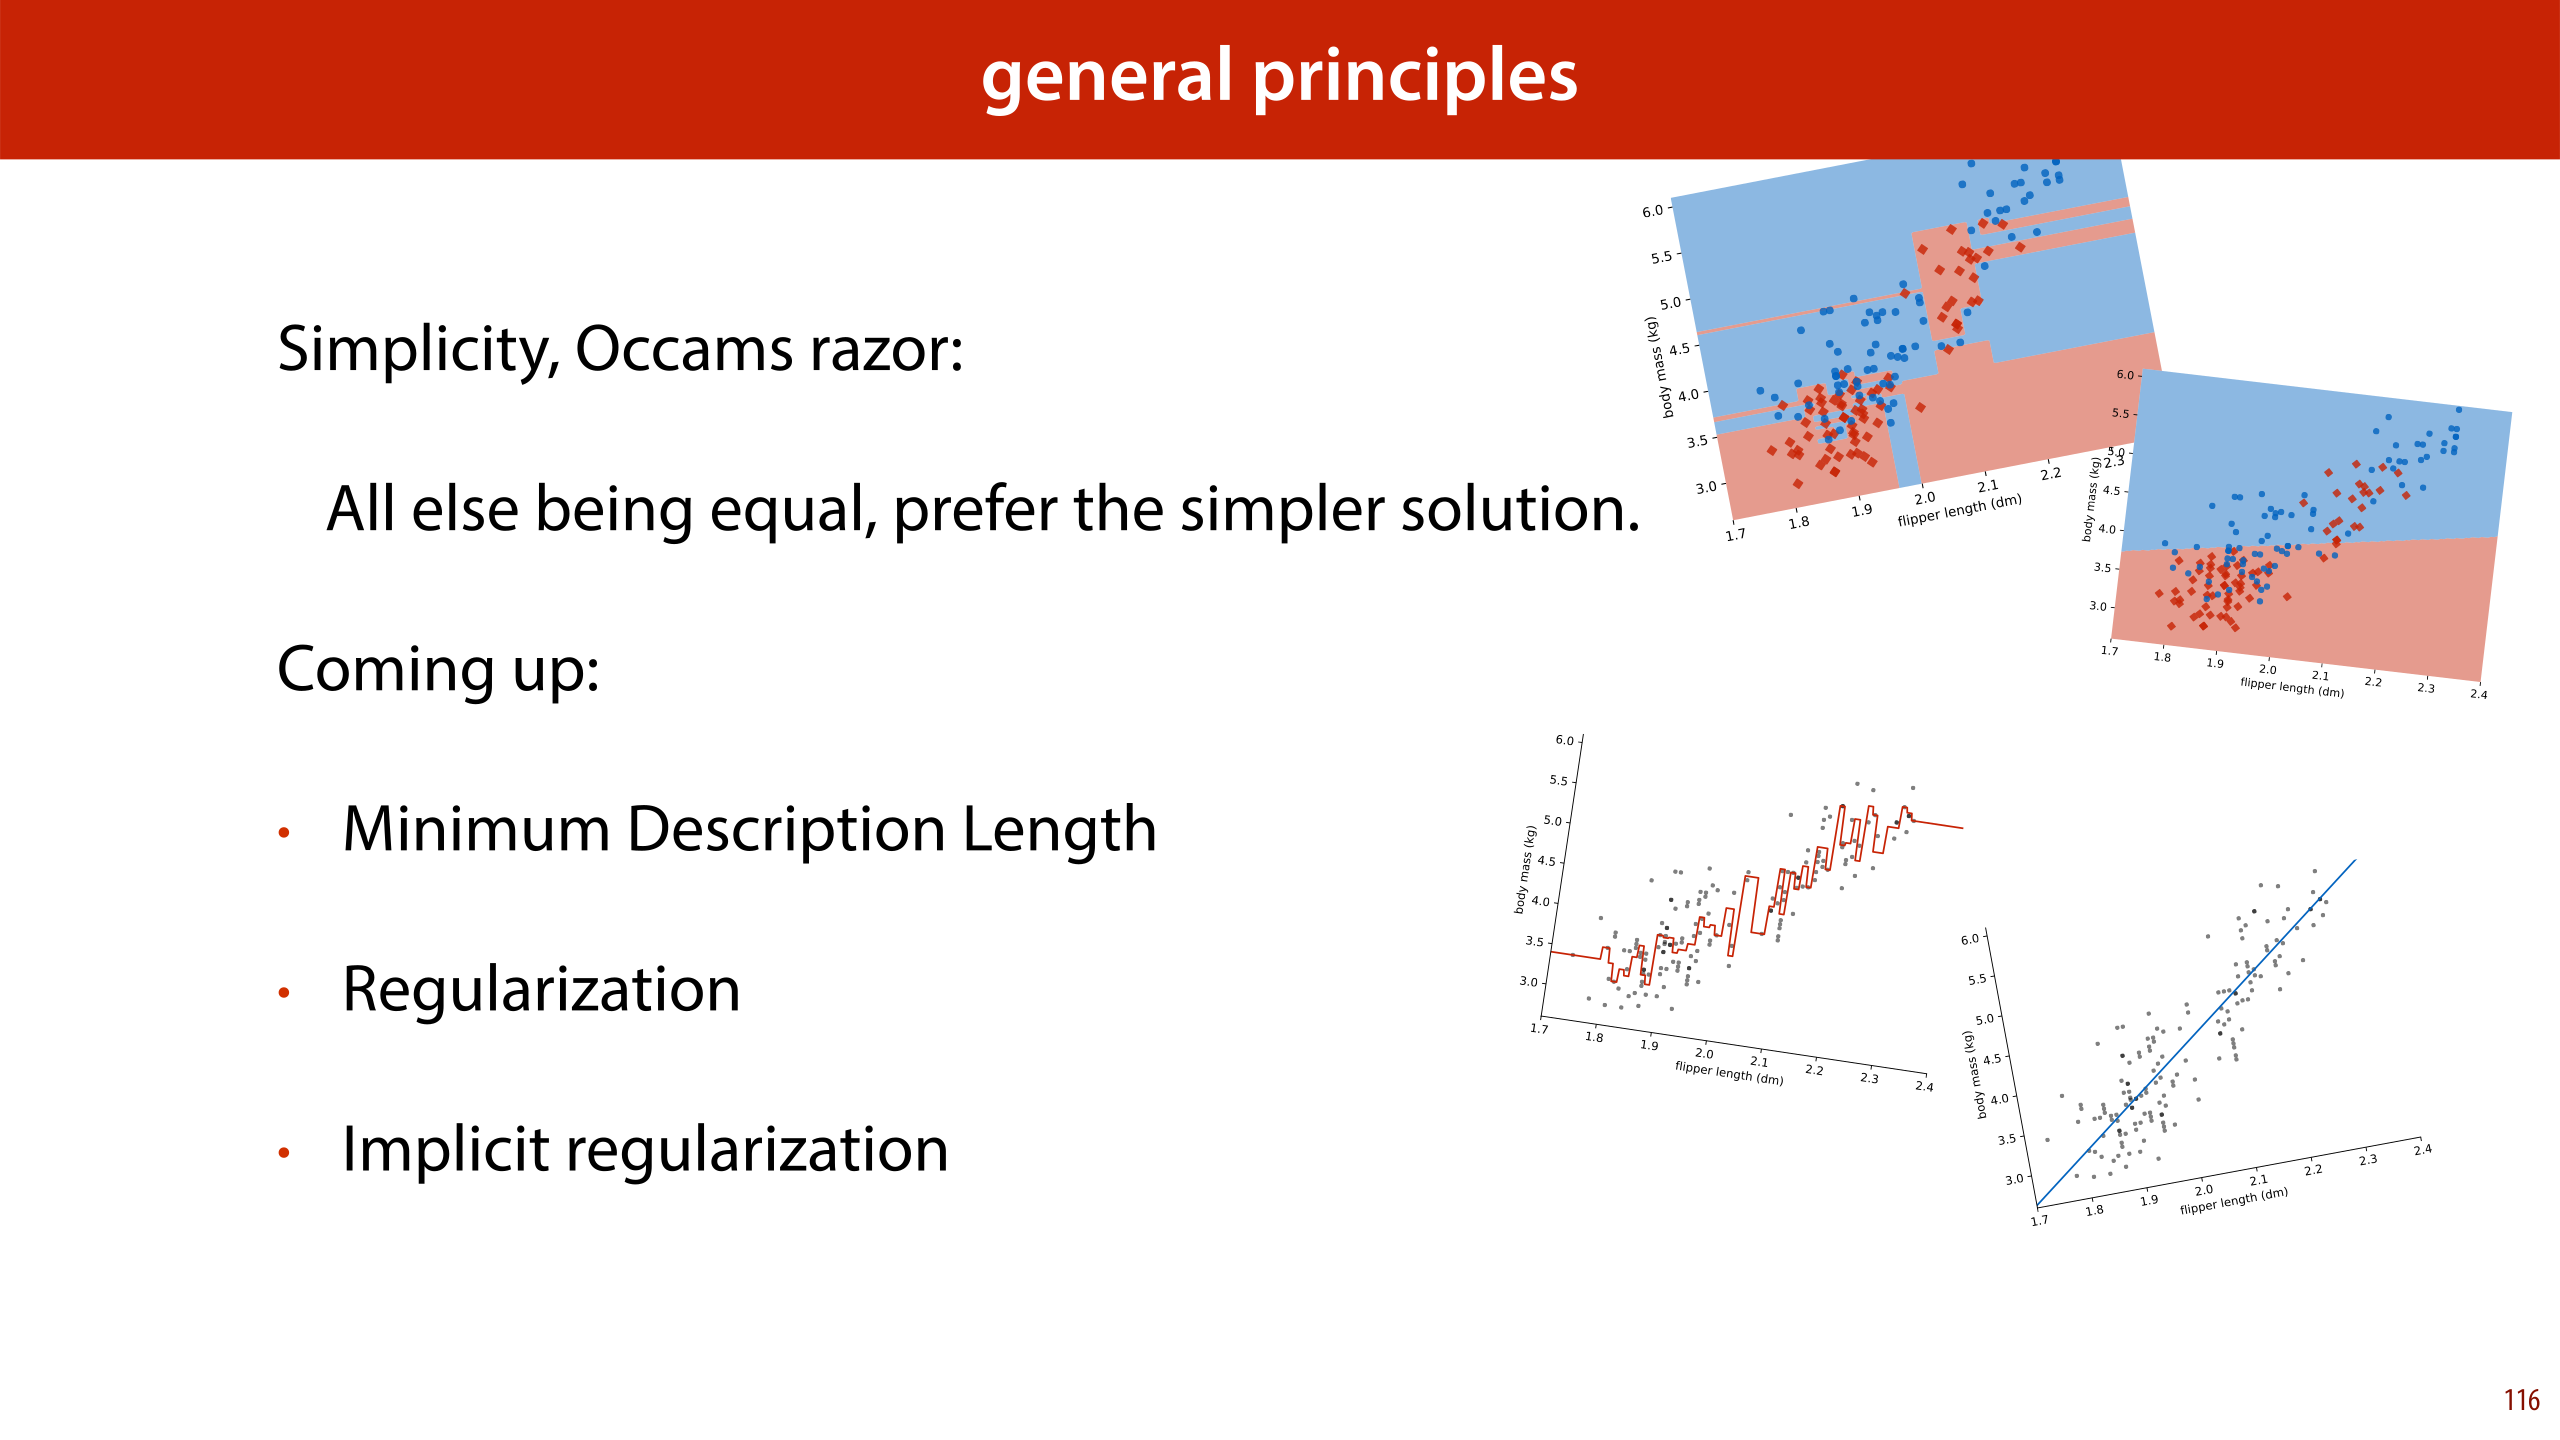 general principles
Simplicity, Occams razor:
All else being equal, prefer the simpler solution.
Coming up:
• Minimum Description Length
• Regularization
• Implicit regularization
6.0
5.5
5.0
4.5
4.0
3.5
3.0
body mass (kg)
1.7 1.8 1.9 2.0 2.1 2.2 2.3
flipper length (dm)
6.0
5.5
5.0
4.5
4.0
3.5
3.0
body mass (kg)
1.7 1.8 1.9 2.0 2.1 2.2 2.3 2.4
flipper length (dm)
6.0
5.5
5.0
4.5
4.0
3.5
3.0
body mass (kg)
1.7 1.8 1.9 2.0 2.1 2.2 2.3 2.4
flipper length (dm)
6.0
5.5
5.0
4.5
4.0
3.5
3.0
body mass (kg)
1.7 1.8 1.9 2.0 2.1 2.2 2.3 2.4
flipper length (dm)
116